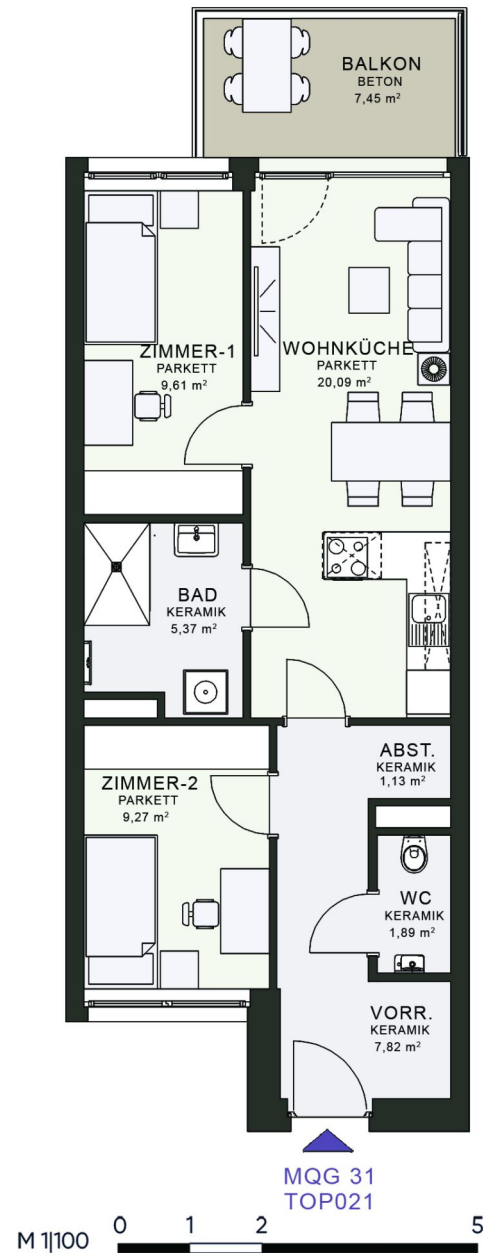 BALKON
BETON
7,45 m²
ZIMMER-1
PARKETT
9,61 m²
WOHNKÜCHE
PARKETT
20,09 m²
BAD
KERAMIK
5,37 m²
ABST.
KERAMIK
1,13 m²
ZIMMER-2
PARKETT
9,27 m²
WC
KERAMIK
1,89 m²
VORR.
KERAMIK
7,82 m²
MQG 31
TOP021
M 1|100 0 1 2 5